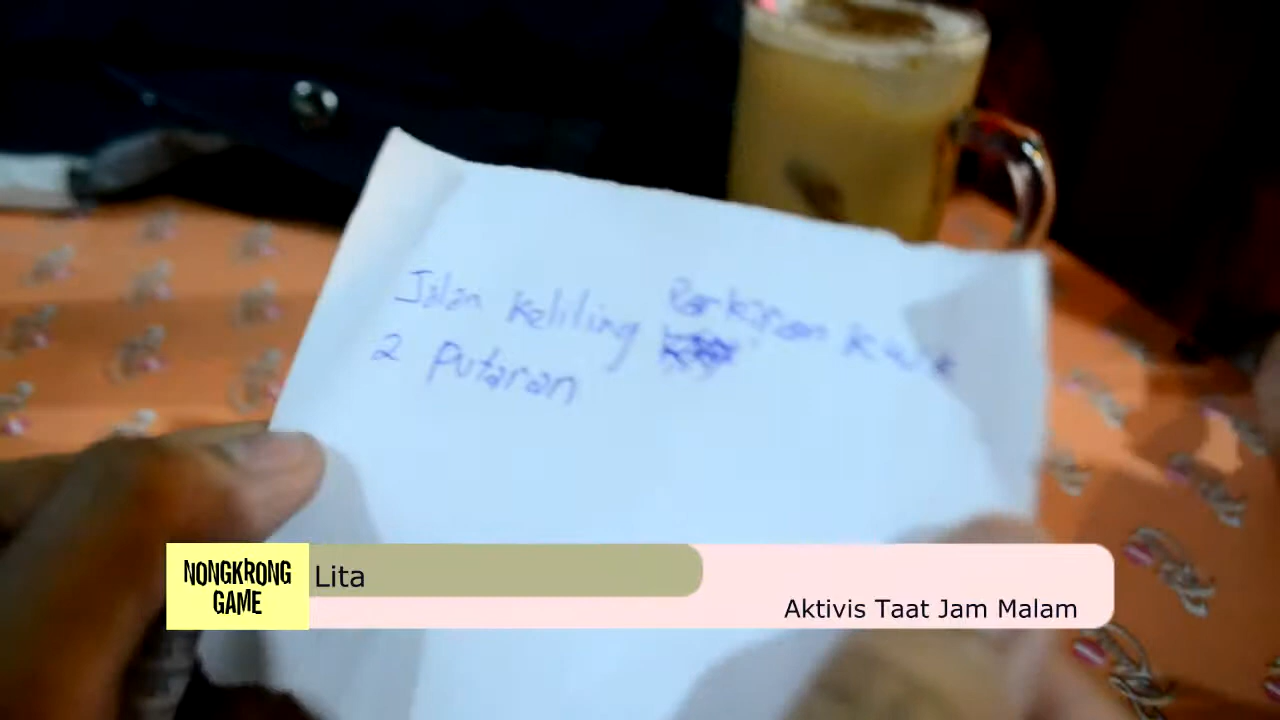 Jalan Keliling Parkiran
2 Putaran
NONGKRONG
GAME
Lita
Aktivis Taat Jam Malam